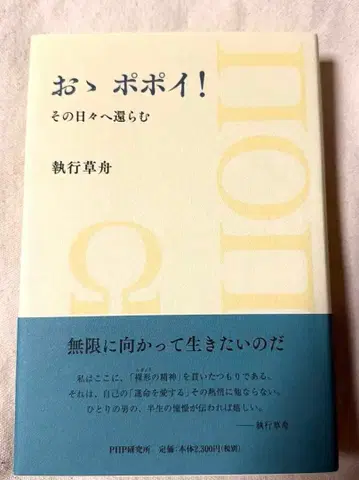 おゝ ポポイ!
その日々へ還らむ
執行草舟
無限に向かって生きたいのだ
私はここに、「裸形の精神」を置いたつもりである。
それは、自己の「運命を愛する」その熱情に他ならない。
ひとりの男の、半生の憧憬が伝われば嬉しい。
——執行草舟
PHP研究所 定価:本体2,300円(税別)